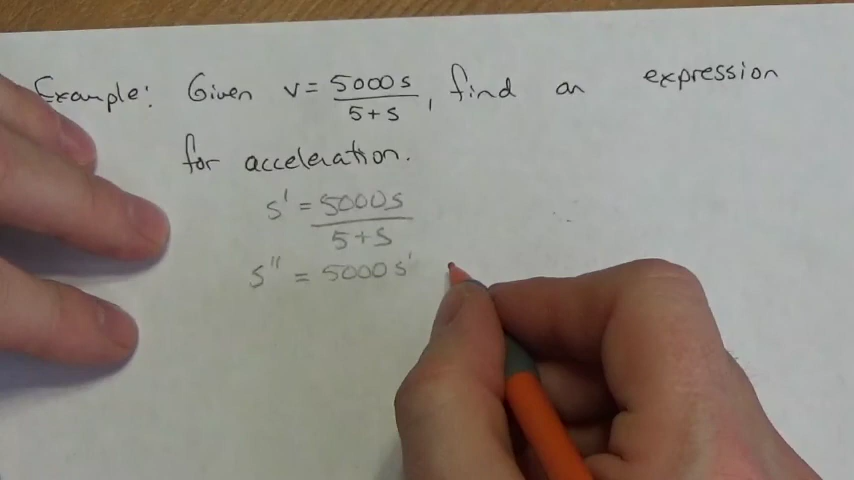 Example: Given v = 5000s / 5+s, find an expression
for acceleration.
s' = 5000s / 5+s
s'' = 5000s'